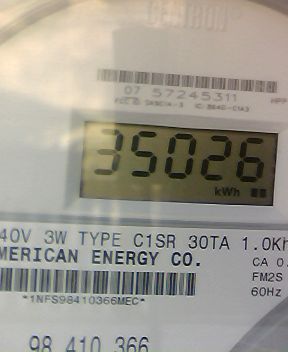 CENTRON®
07 57245311
35026
kWh
40V 3W TYPE C1SR 30TA 1.0Kh
MERICAN ENERGY CO.
CA 0.
FM2S
*1NFS98410366MEC*
60Hz
98 410 366